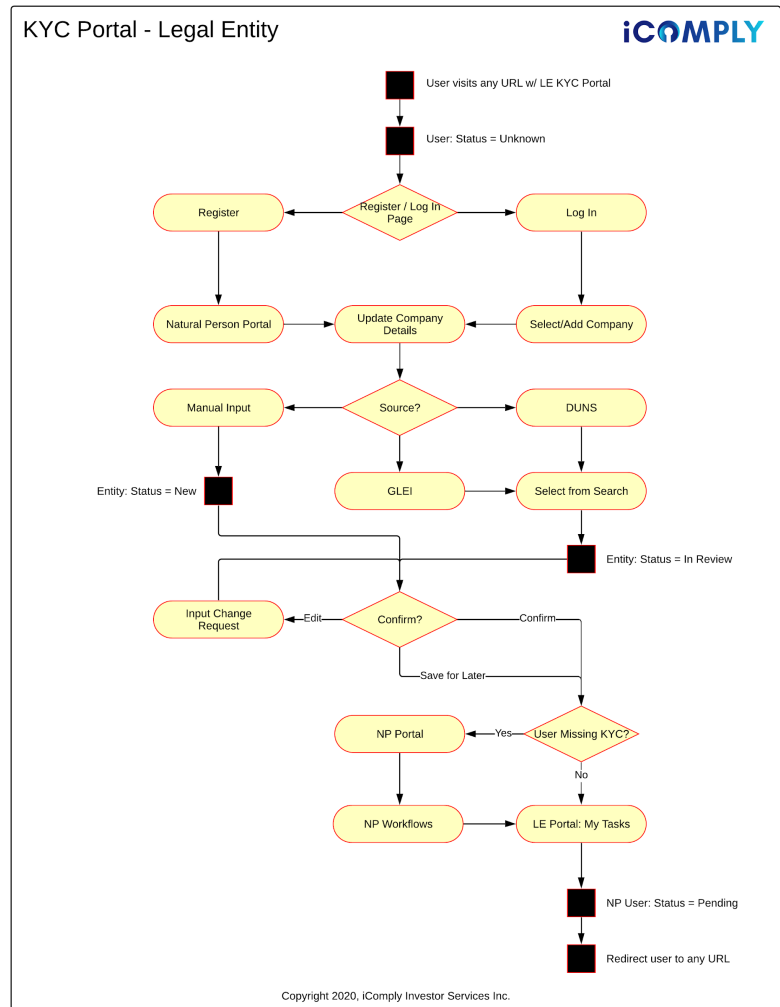 KYC Portal - Legal Entity
iCOMPLY
User visits any URL w/ LE KYC Portal
User: Status = Unknown
Register
Register / Log In
Page
Log In
Natural Person Portal
Update Company
Details
Select/Add Company
Manual Input
Source?
DUNS
Entity: Status = New
GLEI
Select from Search
Entity: Status = In Review
Input Change
Request
Edit
Confirm?
Confirm
Save for Later
NP Portal
Yes
User Missing KYC?
No
NP Workflows
LE Portal: My Tasks
NP User: Status = Pending
Redirect user to any URL
Copyright 2020, iComply Investor Services Inc.